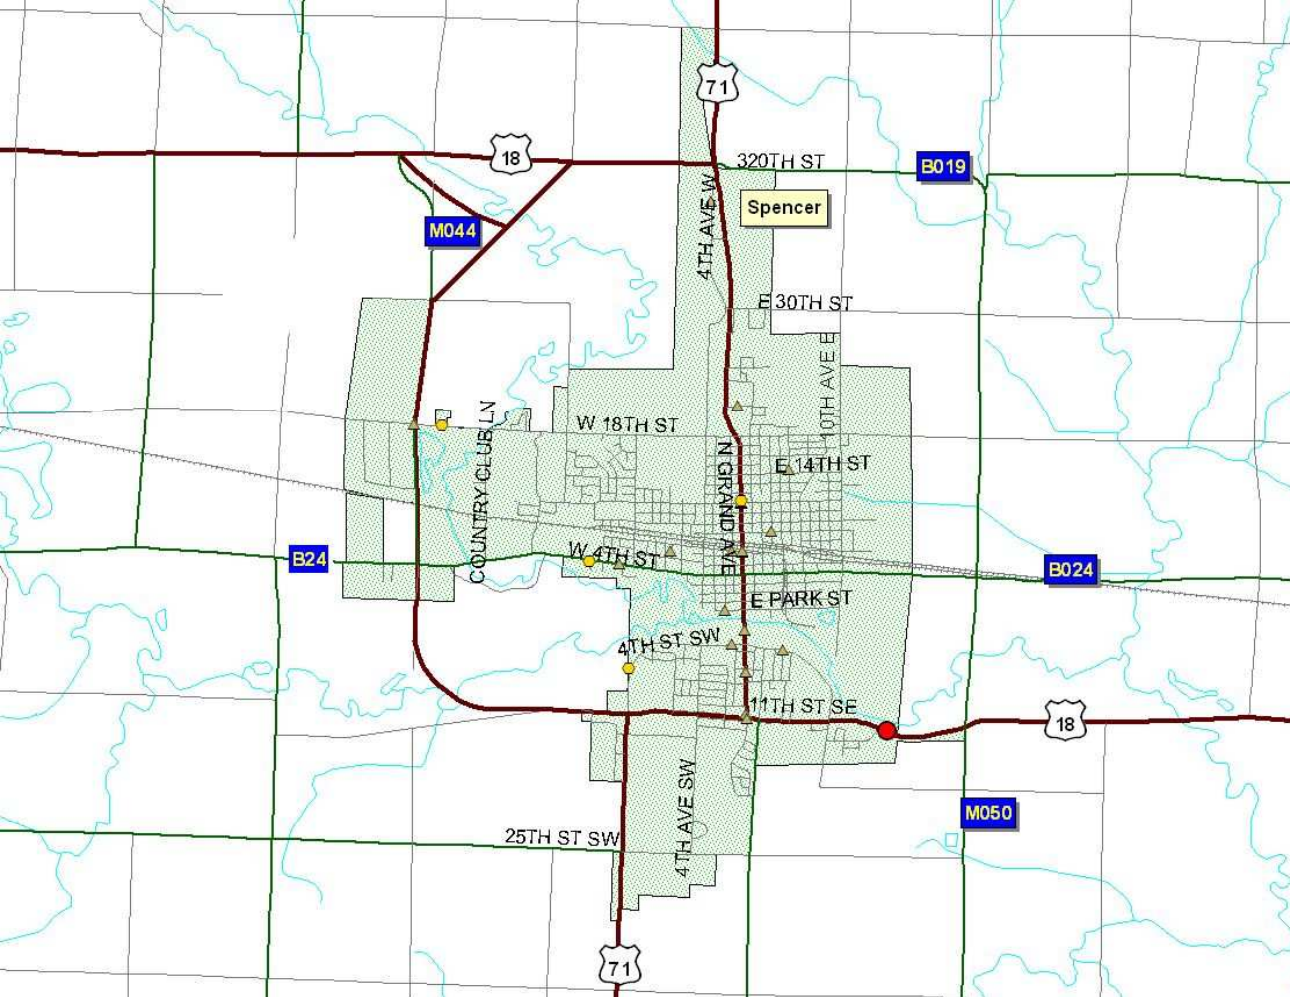 71
18
320TH ST
B019
Spencer
4TH AVE W
M044
E 30TH ST
10TH AVE E
W 18TH ST
COUNTRY CLUB LN
N GRAND AVE
E 14TH ST
B24
W 4TH ST
B024
E PARK ST
4TH ST SW
11TH ST SE
18
4TH AVE SW
M050
25TH ST SW
71